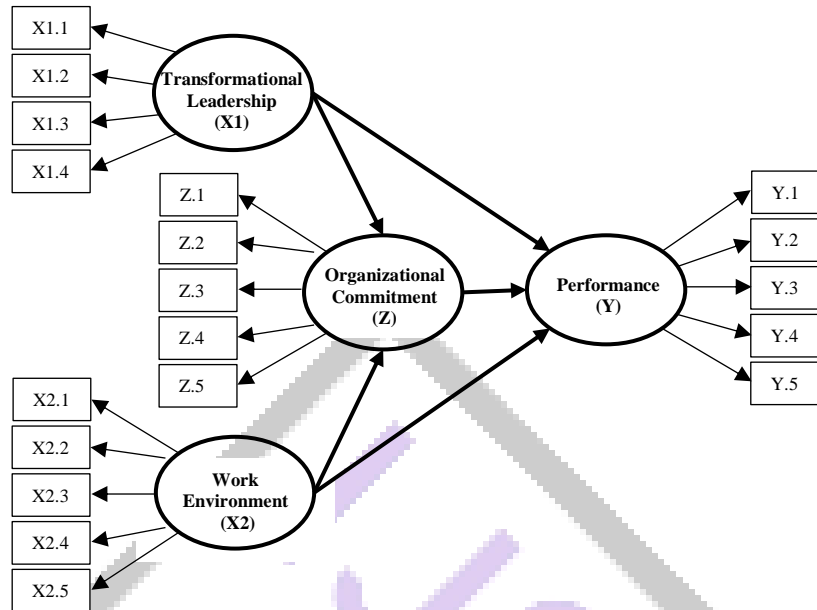 X1.1
X1.2
X1.3
X1.4
Transformational
Leadership
(X1)
Z.1
Z.2
Z.3
Z.4
Z.5
Organizational
Commitment
(Z)
Performance
(Y)
Y.1
Y.2
Y.3
Y.4
Y.5
X2.1
X2.2
X2.3
X2.4
X2.5
Work
Environment
(X2)